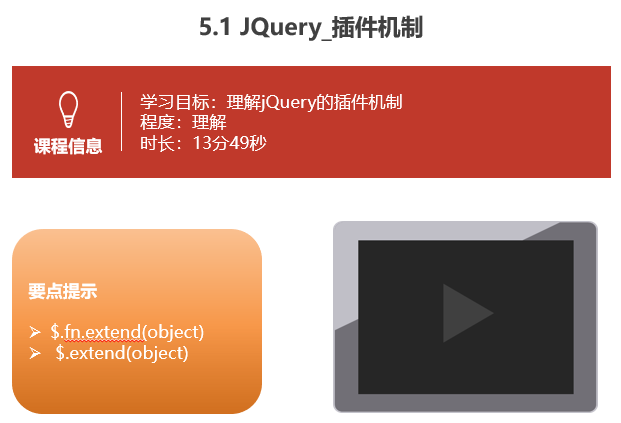 5.1 JQuery_插件机制
课程信息
学习目标：理解jQuery的插件机制
程度：理解
时长：13分49秒
要点提示
➢ $.fn.extend(object)
➢ $.extend(object)